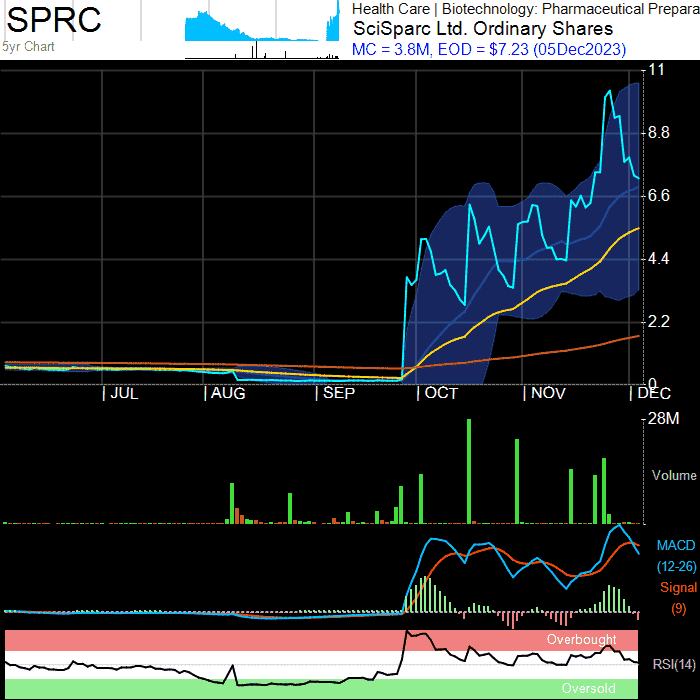 SPRC
5yr Chart
Health Care | Biotechnology: Pharmaceutical Prepara
SciSparc Ltd. Ordinary Shares
MC = 3.8M, EOD = $7.23 (05Dec2023)
11
8.8
6.6
4.4
2.2
0
JUL
AUG
SEP
OCT
NOV
DEC
28M
Volume
MACD
(12-26)
Signal
(9)
Overbought
RSI(14)
Oversold